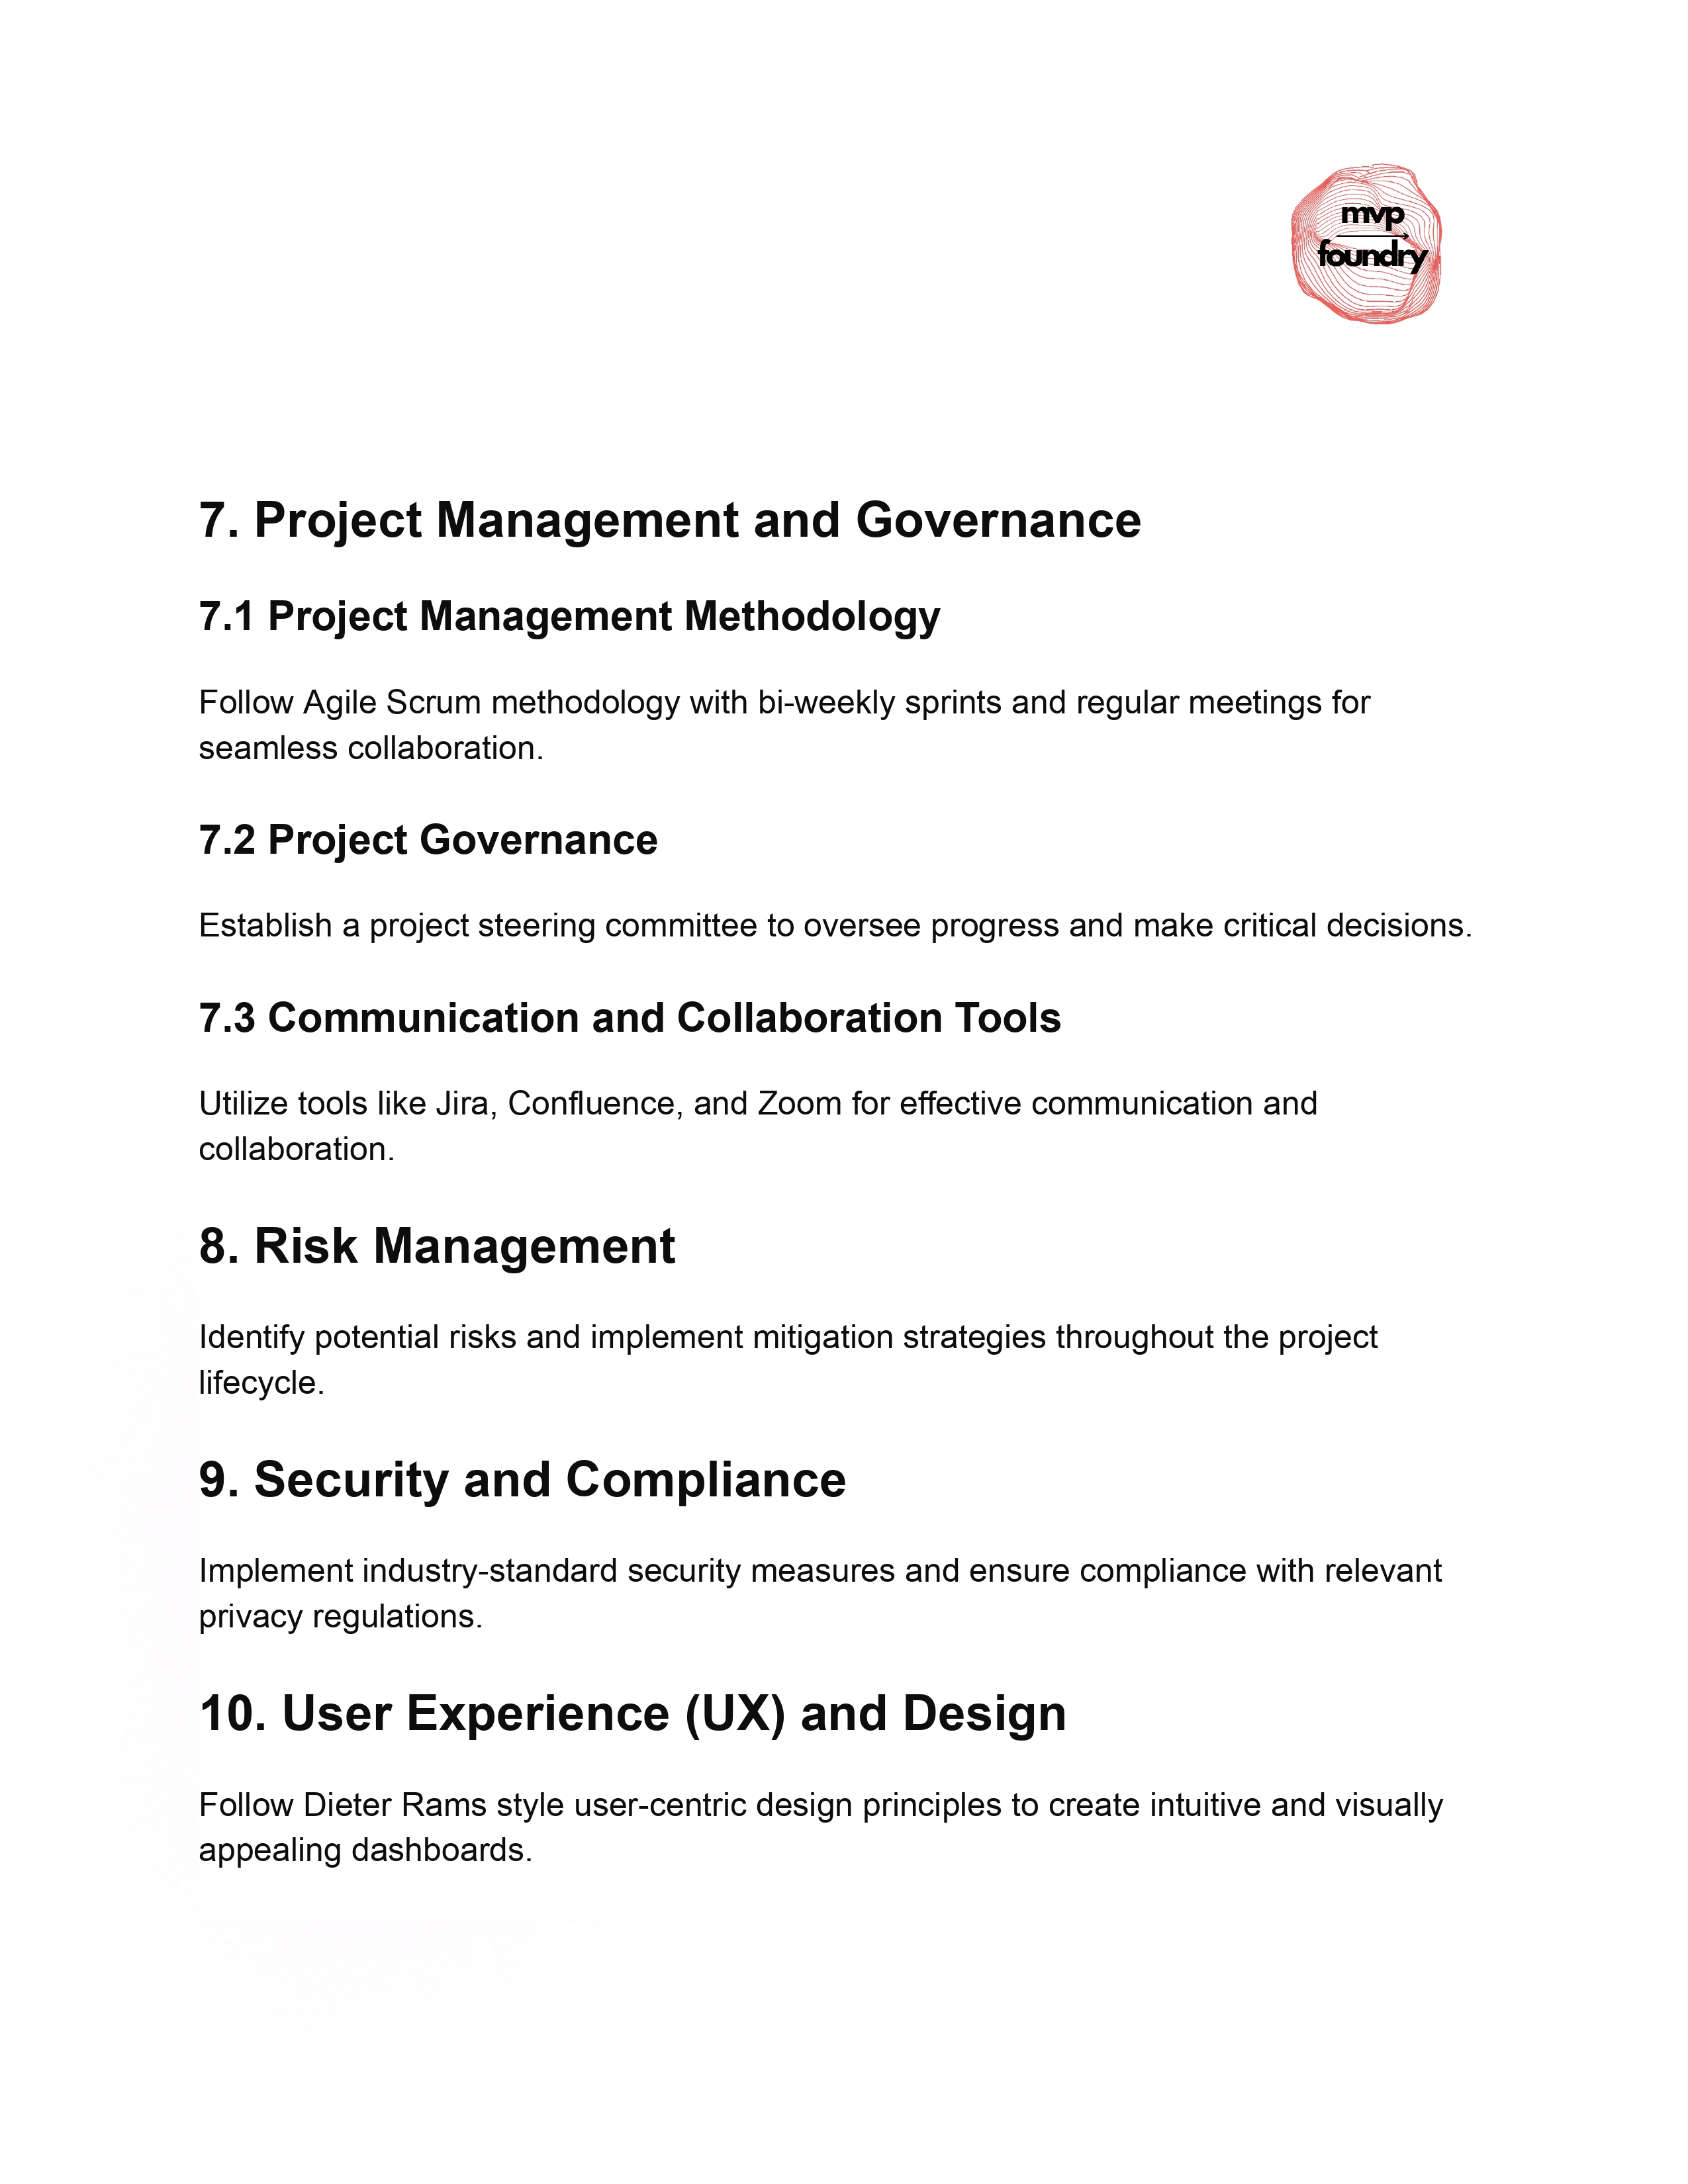 mvp
foundry
7. Project Management and Governance
7.1 Project Management Methodology
Follow Agile Scrum methodology with bi-weekly sprints and regular meetings for
seamless collaboration.
7.2 Project Governance
Establish a project steering committee to oversee progress and make critical decisions.
7.3 Communication and Collaboration Tools
Utilize tools like Jira, Confluence, and Zoom for effective communication and
collaboration.
8. Risk Management
Identify potential risks and implement mitigation strategies throughout the project
lifecycle.
9. Security and Compliance
Implement industry-standard security measures and ensure compliance with relevant
privacy regulations.
10. User Experience (UX) and Design
Follow Dieter Rams style user-centric design principles to create intuitive and visually
appealing dashboards.